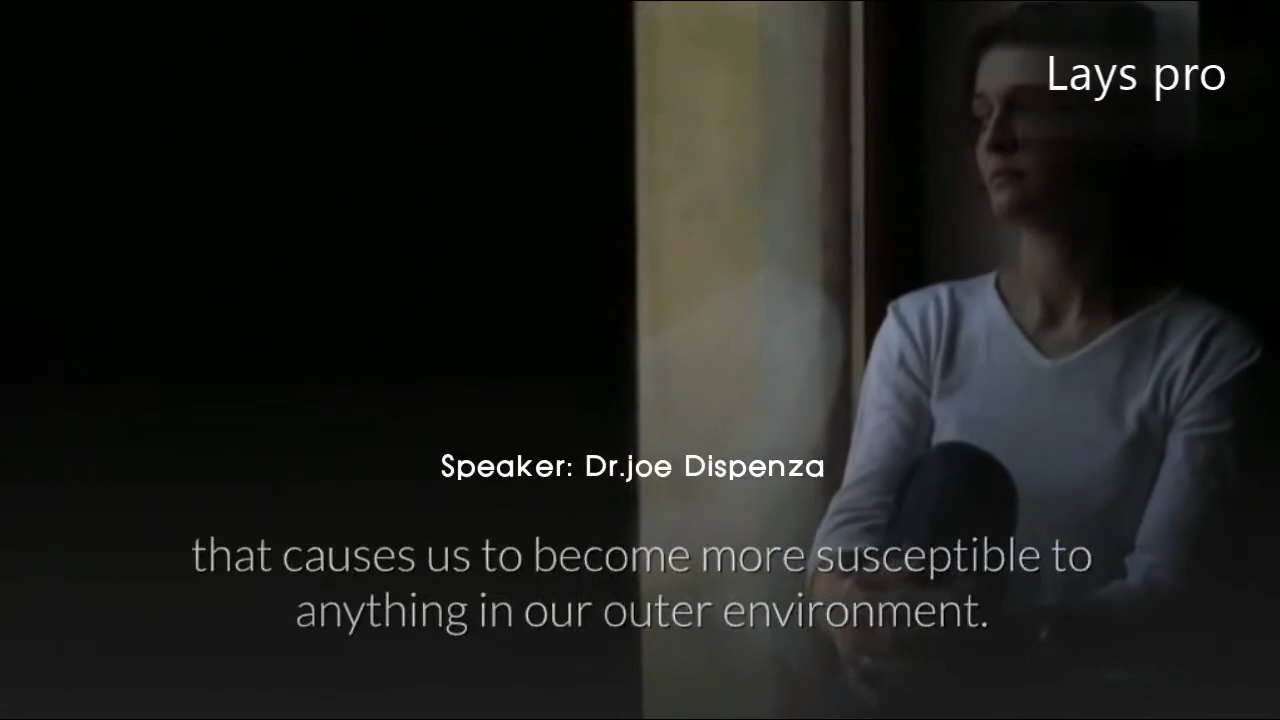 Lays pro
Speaker: Dr.joe Dispenza
that causes us to become more susceptible to
anything in our outer environment.